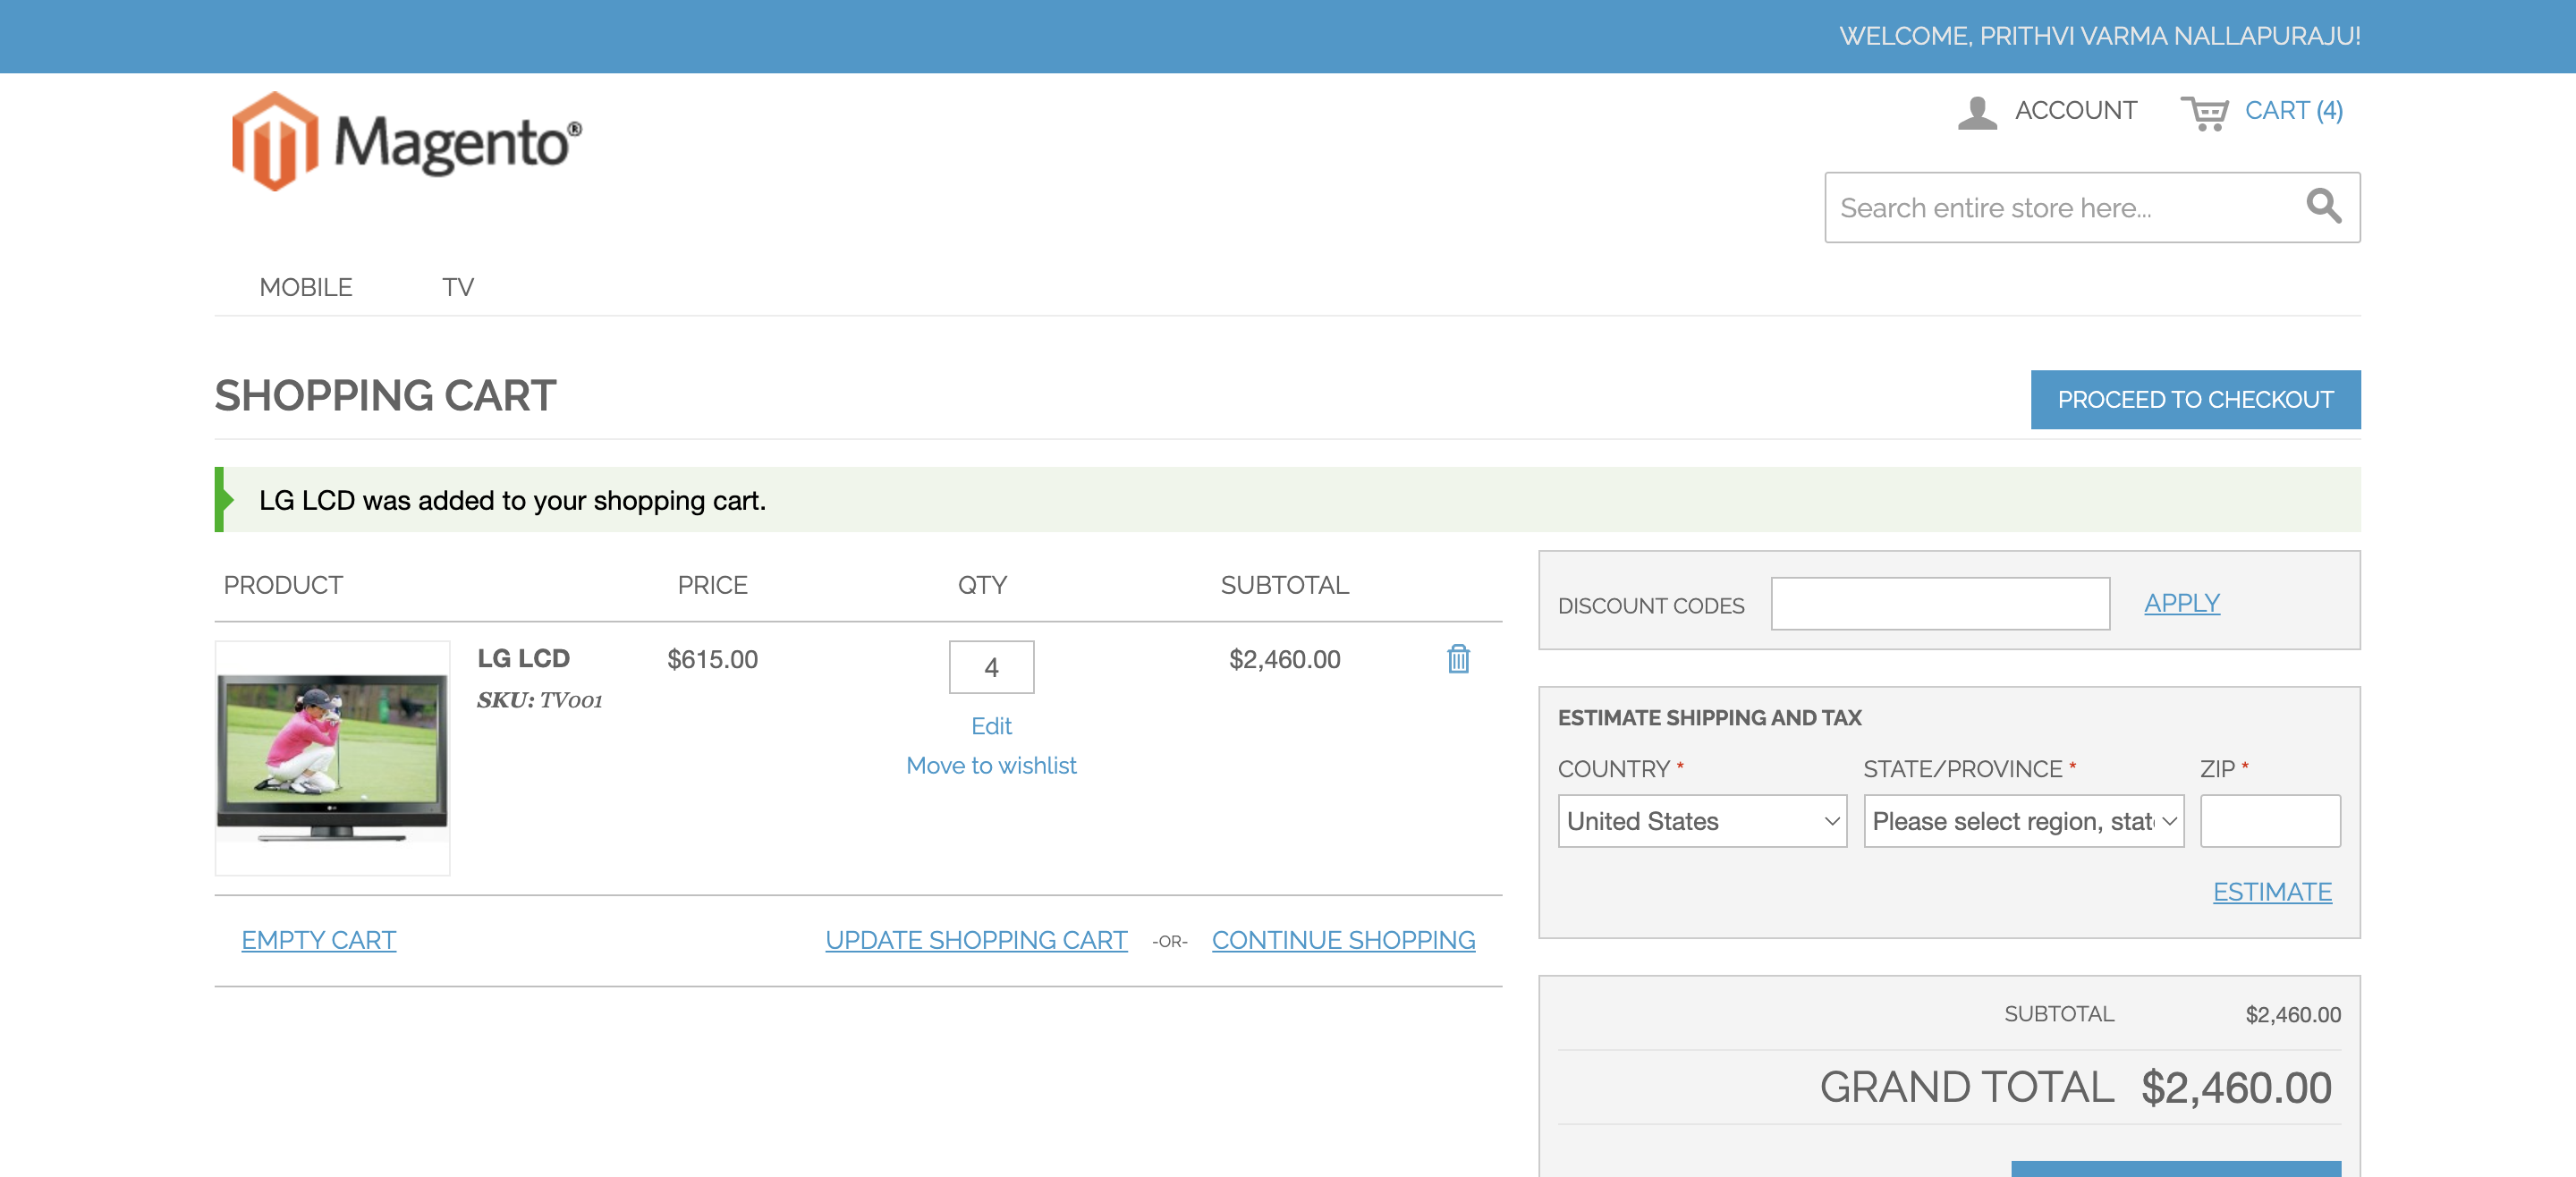 WELCOME, PRITHVI VARMA NALLAPURAJU!
Magento®
ACCOUNT
CART (4)
Search entire store here...
MOBILE
TV
SHOPPING CART
PROCEED TO CHECKOUT
LG LCD was added to your shopping cart.
PRODUCT PRICE QTY SUBTOTAL
LG LCD $615.00 4 $2,460.00
SKU: TV001
Edit
Move to wishlist
EMPTY CART
UPDATE SHOPPING CART -OR- CONTINUE SHOPPING
DISCOUNT CODES APPLY
ESTIMATE SHIPPING AND TAX
COUNTRY * STATE/PROVINCE * ZIP *
United States Please select region, stat
ESTIMATE
SUBTOTAL $2,460.00
GRAND TOTAL $2,460.00